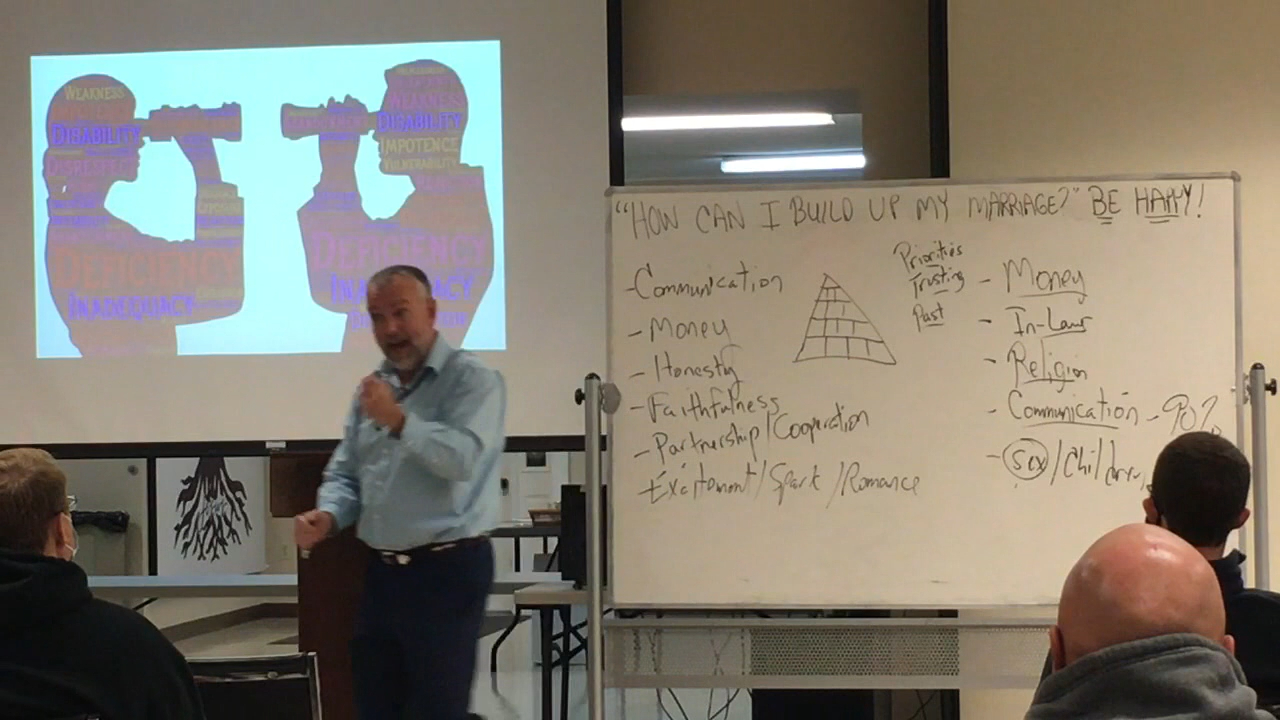 WEAKNESS
DISABILITY
DISRESPECT
DEFICIENCY
INADEQUACY
WEAKNESS
DISABILITY
IMPOTENCE
VULNERABILITY
DEFICIENCY
"HOW CAN I BUILD UP MY MARRIAGE?" BE HAPPY!
-Communication
- Money
- Honesty
- Faithfulness
- Partnership/Cooperation
- Excitement/Spark/Romance
Priorities
Trusting
Past
- Money
- In-Laws
- Religion
- Communication - 90%
- Sex/Children